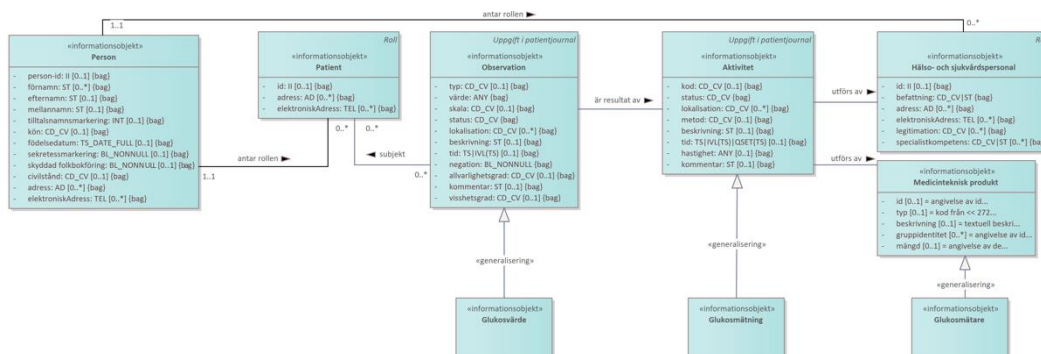 antar rollen
1..1
0..*
«informationsobjekt»
Person
- person-id: II [0..1] {bag}
- förnamn: ST [0..*] {bag}
- efternamn: ST [0..1] {bag}
- mellannamn: ST [0..1] {bag}
- tilltalsnamnsmarkering: INT [0..1] {bag}
- kön: CD_CV [0..1] {bag}
- födelsedatum: TS_DATE_FULL [0..1] {bag}
- sekretessmarkering: BL_NONNULL [0..1] {bag}
- skyddad folkbokföring: BL_NONNULL [0..1] {bag}
- civilstånd: CD_CV [0..1] {bag}
- adress: AD [0..*] {bag}
- elektroniskAdress: TEL [0..*] {bag}
antar rollen
1..1
0..*
Roll
«informationsobjekt»
Patient
- id: II [0..1] {bag}
- adress: AD [0..*] {bag}
- elektroniskAdress: TEL [0..*] {bag}
0..*
subjekt
0..*
Uppgift i patientjournal
«informationsobjekt»
Observation
- typ: CD_CV [0..1] {bag}
- värde: ANY {bag}
- skala: CD_CV [0..1] {bag}
- status: CD_CV {bag}
- lokalisation: CD_CV [0..*] {bag}
- beskrivning: ST [0..1] {bag}
- tid: TS|IVL(TS) [0..1] {bag}
- negation: BL_NONNULL {bag}
- allvarlighetsgrad: CD_CV [0..1] {bag}
- kommentar: ST [0..1] {bag}
- visshetsgrad: CD_CV [0..1] {bag}
är resultat av
Uppgift i patientjournal
«informationsobjekt»
Aktivitet
- kod: CD_CV [0..1] {bag}
- status: CD_CV {bag}
- lokalisation: CD_CV [0..*] {bag}
- metod: CD_CV [0..1] {bag}
- beskrivning: ST [0..1] {bag}
- tid: TS|IVL(TS)|QSET(TS) [0..1] {bag}
- hastighet: ANY [0..1] {bag}
- kommentar: ST [0..1] {bag}
utförs av
utförs av
«informationsobjekt»
Hälso- och sjukvårdspersonal
- id: II [0..1] {bag}
- befattning: CD_CV|ST {bag}
- adress: AD [0..*] {bag}
- elektroniskAdress: TEL [0..*] {bag}
- legitimation: CD_CV [0..*] {bag}
- specialistkompetens: CD_CV|ST [0..*] {bag}
«informationsobjekt»
Medicinteknisk produkt
- id [0..1] = angivelse av id...
- typ [0..1] = kod från << 272...
- beskrivning [0..1] = textuell beskri...
- gruppidentitet [0..*] = angivelse av id...
- mängd [0..1] = angivelse av de...
«generalisering»
«generalisering»
«generalisering»
«informationsobjekt»
Glukosvärde
«informationsobjekt»
Glukosmätning
«informationsobjekt»
Glukosmätare